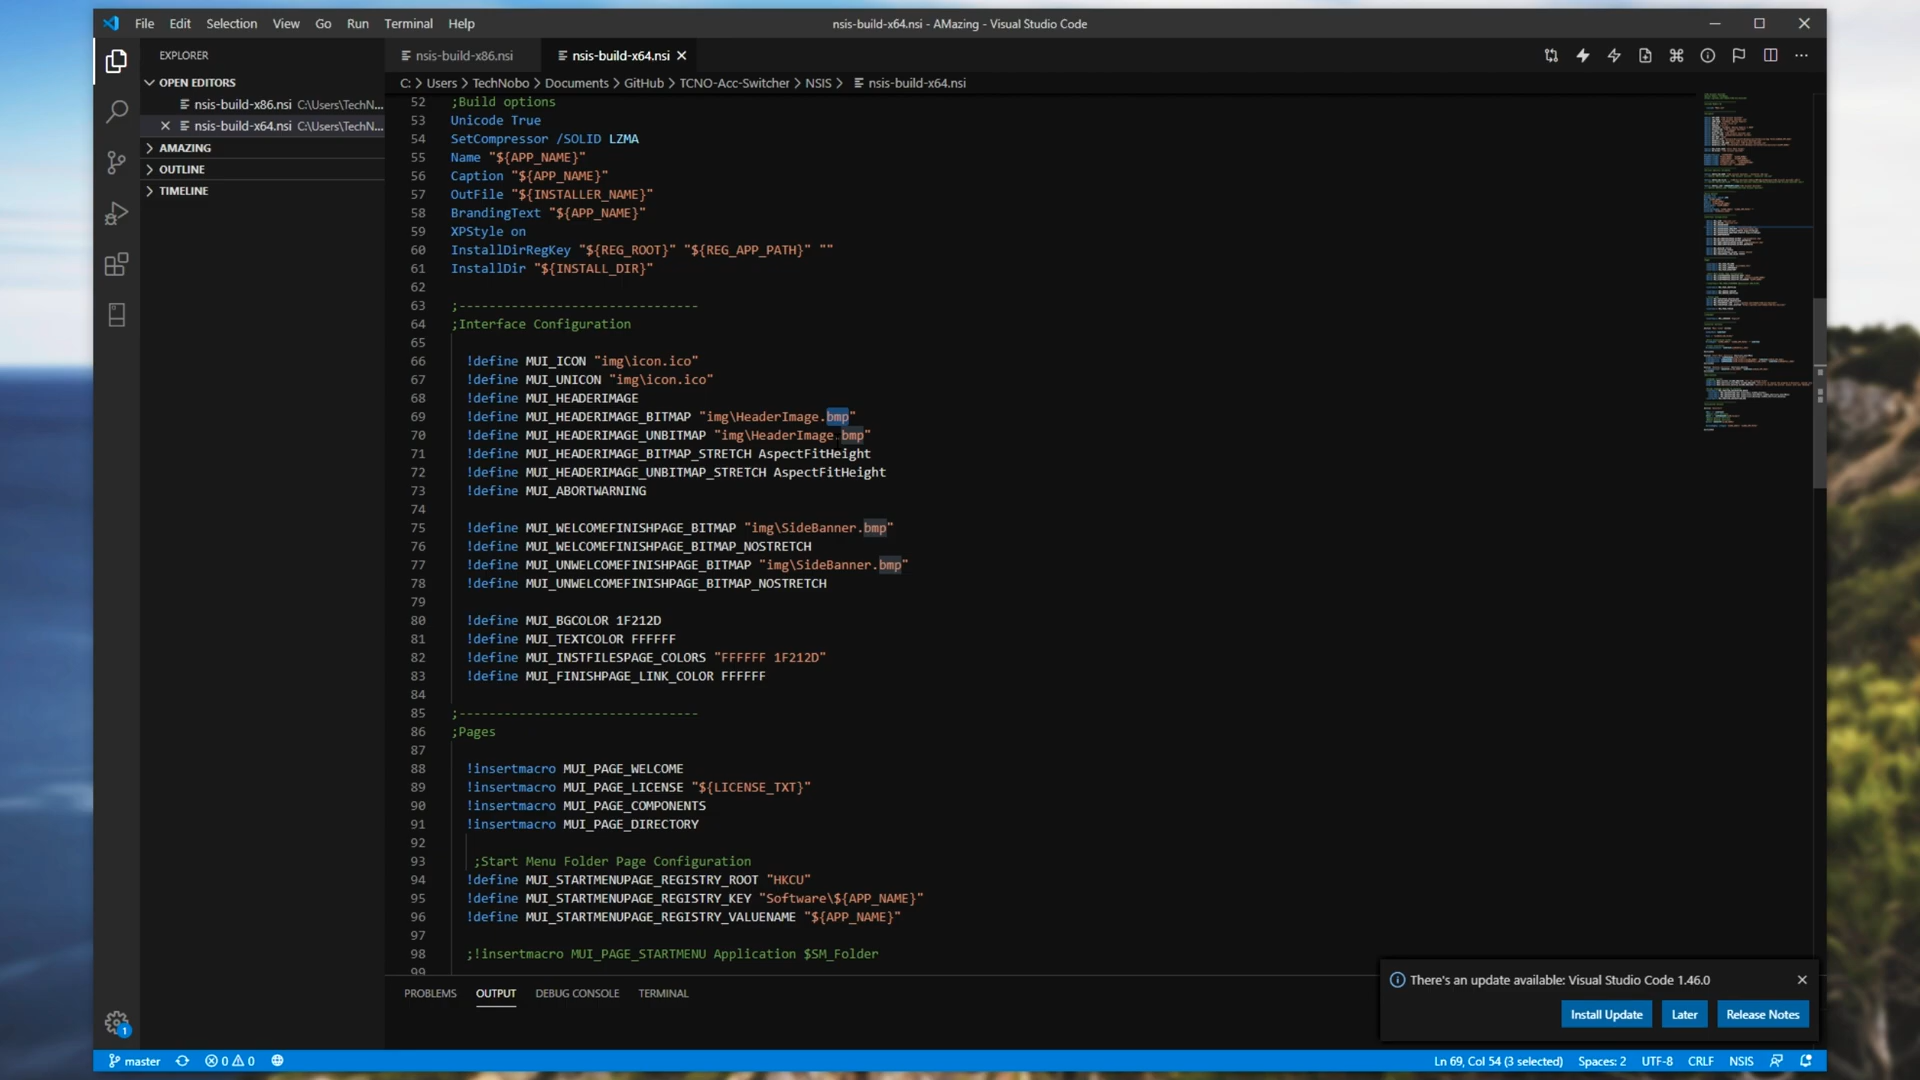 File Edit Selection View Go Run Terminal Help
nsis-build-x64.nsi - AMazing - Visual Studio Code
EXPLORER
OPEN EDITORS
nsis-build-x86.nsi C:\Users\TechN...
nsis-build-x64.nsi C:\Users\TechN...
AMAZING
OUTLINE
TIMELINE
nsis-build-x86.nsi
nsis-build-x64.nsi
C: > Users > TechNobo > Documents > GitHub > TCNO-Acc-Switcher > NSIS > nsis-build-x64.nsi
52 ;Build options
53 Unicode True
54 SetCompressor /SOLID LZMA
55 Name "${APP_NAME}"
56 Caption "${APP_NAME}"
57 OutFile "${INSTALLER_NAME}"
58 BrandingText "${APP_NAME}"
59 XPStyle on
60 InstallDirRegKey "${REG_ROOT}" "${REG_APP_PATH}" ""
61 InstallDir "${INSTALL_DIR}"
62
63 ;--------------------------------
64 ;Interface Configuration
65
66 !define MUI_ICON "img\icon.ico"
67 !define MUI_UNICON "img\icon.ico"
68 !define MUI_HEADERIMAGE
69 !define MUI_HEADERIMAGE_BITMAP "img\HeaderImage.bmp"
70 !define MUI_HEADERIMAGE_UNBITMAP "img\HeaderImage.bmp"
71 !define MUI_HEADERIMAGE_BITMAP_STRETCH AspectFitHeight
72 !define MUI_HEADERIMAGE_UNBITMAP_STRETCH AspectFitHeight
73 !define MUI_ABORTWARNING
74
75 !define MUI_WELCOMEFINISHPAGE_BITMAP "img\SideBanner.bmp"
76 !define MUI_WELCOMEFINISHPAGE_BITMAP_NOSTRETCH
77 !define MUI_UNWELCOMEFINISHPAGE_BITMAP "img\SideBanner.bmp"
78 !define MUI_UNWELCOMEFINISHPAGE_BITMAP_NOSTRETCH
79
80 !define MUI_BGCOLOR 1F212D
81 !define MUI_TEXTCOLOR FFFFFF
82 !define MUI_INSTFILESPAGE_COLORS "FFFFFF 1F212D"
83 !define MUI_FINISHPAGE_LINK_COLOR FFFFFF
84
85 ;--------------------------------
86 ;Pages
87
88 !insertmacro MUI_PAGE_WELCOME
89 !insertmacro MUI_PAGE_LICENSE "${LICENSE_TXT}"
90 !insertmacro MUI_PAGE_COMPONENTS
91 !insertmacro MUI_PAGE_DIRECTORY
92
93 ;Start Menu Folder Page Configuration
94 !define MUI_STARTMENUPAGE_REGISTRY_ROOT "HKCU"
95 !define MUI_STARTMENUPAGE_REGISTRY_KEY "Software\${APP_NAME}"
96 !define MUI_STARTMENUPAGE_REGISTRY_VALUENAME "${APP_NAME}"
97
98 ;!insertmacro MUI_PAGE_STARTMENU Application $SM_Folder
99
PROBLEMS OUTPUT DEBUG CONSOLE TERMINAL
There's an update available: Visual Studio Code 1.46.0
Install Update Later Release Notes
1
master 0 0 Ln 69, Col 54 (3 selected) Spaces: 2 UTF-8 CRLF NSIS